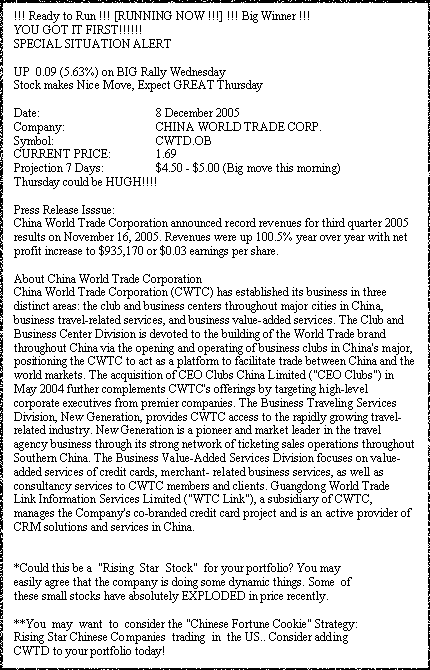 !!! Ready to Run !!! [RUNNING NOW !!!] !!! Big Winner !!!
YOU GOT IT FIRST!!!!!!
SPECIAL SITUATION ALERT
UP 0.09 (5.63%) on BIG Rally Wednesday
Stock makes Nice Move, Expect GREAT Thursday
Date: 8 December 2005
Company: CHINA WORLD TRADE CORP.
Symbol: CWTD.OB
CURRENT PRICE: 1.69
Projection 7 Days: $4.50 - $5.00 (Big move this morning)
Thursday could be HUGH!!!!
Press Release Isssue:
China World Trade Corporation announced record revenues for third quarter 2005
results on November 16, 2005. Revenues were up 100.5% year over year with net
profit increase to $935,170 or $0.03 earnings per share.
About China World Trade Corporation
China World Trade Corporation (CWTC) has established its business in three
distinct areas: the club and business centers throughout major cities in China,
business travel-related services, and business value-added services. The Club and
Business Center Division is devoted to the building of the World Trade brand
throughout China via the opening and operating of business clubs in China's major,
positioning the CWTC to act as a platform to facilitate trade between China and the
world markets. The acquisition of CEO Clubs China Limited ("CEO Clubs") in
May 2004 further complements CWTC's offerings by targeting high-level
corporate executives from premier companies. The Business Traveling Services
Division, New Generation, provides CWTC access to the rapidly growing travel-
related industry. New Generation is a pioneer and market leader in the travel
agency business through its strong network of ticketing sales operations throughout
Southern China. The Business Value-Added Services Division focuses on value-
added services of credit cards, merchant- related business services, as well as
consultancy services to CWTC members and clients. Guangdong World Trade
Link Information Services Limited ("WTC Link"), a subsidiary of CWTC,
manages the Company's co-branded credit card project and is an active provider of
CRM solutions and services in China.
*Could this be a "Rising Star Stock" for your portfolio? You may
easily agree that the company is doing some dynamic things. Some of
these small stocks have absolutely EXPLODED in price recently.
**You may want to consider the "Chinese Fortune Cookie" Strategy:
Rising Star Chinese Companies trading in the US.. Consider adding
CWTD to your portfolio today!